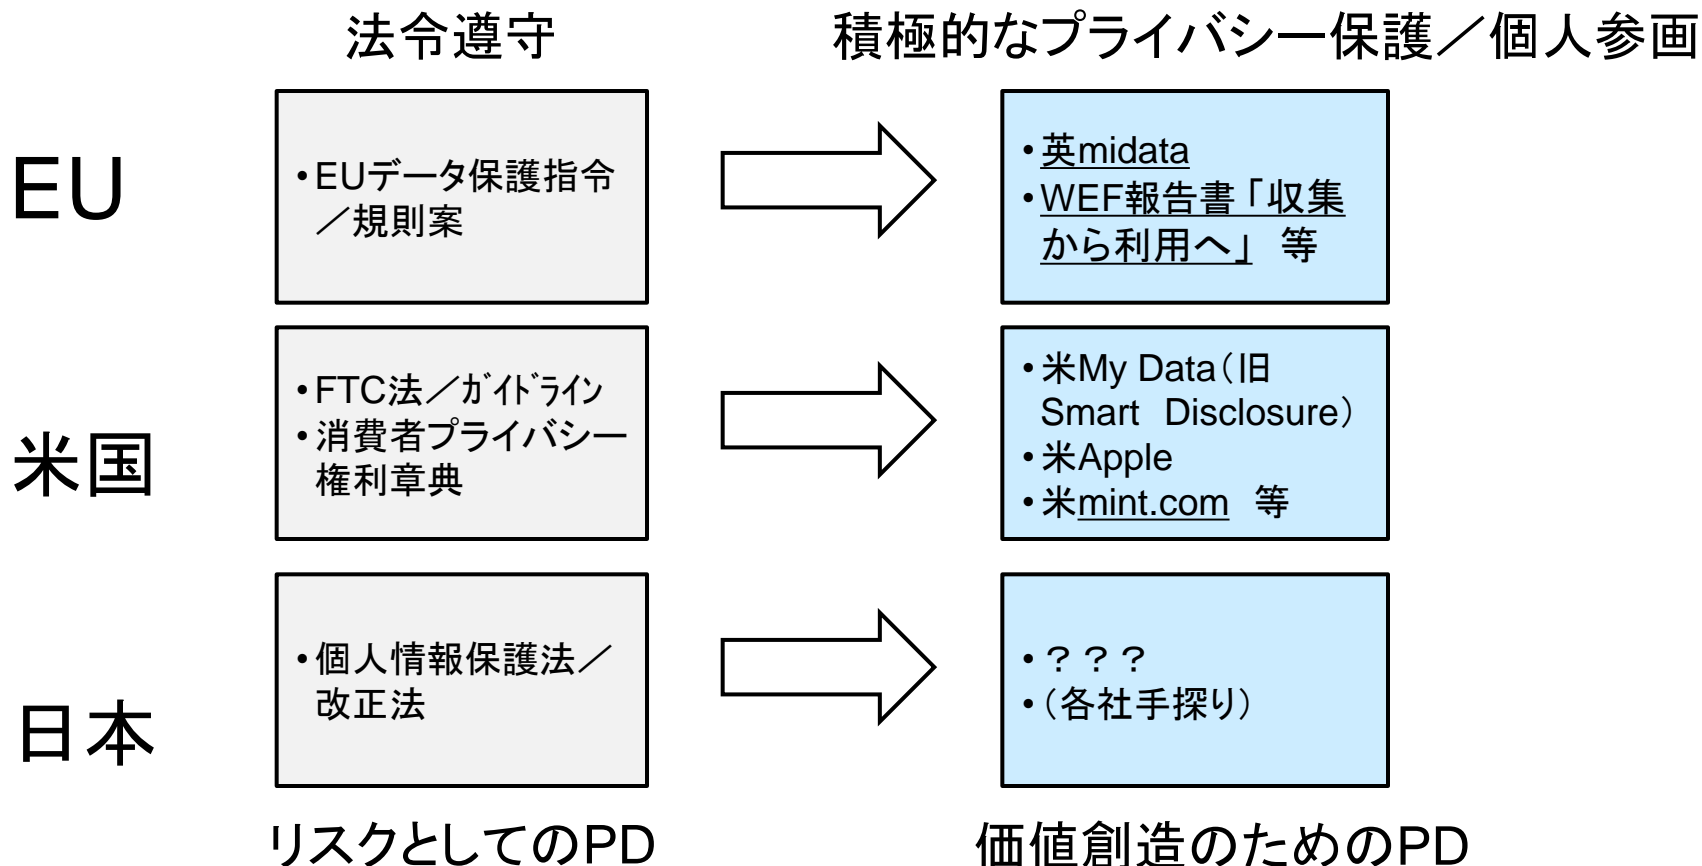 法令遵守
積極的なプライバシー保護／個人参画
EU
・EUデータ保護指令
／規則案
・英midata
・WEF報告書「収集
から利用へ」 等
米国
・FTC法／ｶﾞｲﾄﾞﾗｲﾝ
・消費者プライバシー
権利章典
・米My Data（旧
Smart Disclosure）
・米Apple
・米mint.com 等
日本
・個人情報保護法／
改正法
・？？？
・（各社手探り）
リスクとしてのPD
価値創造のためのPD